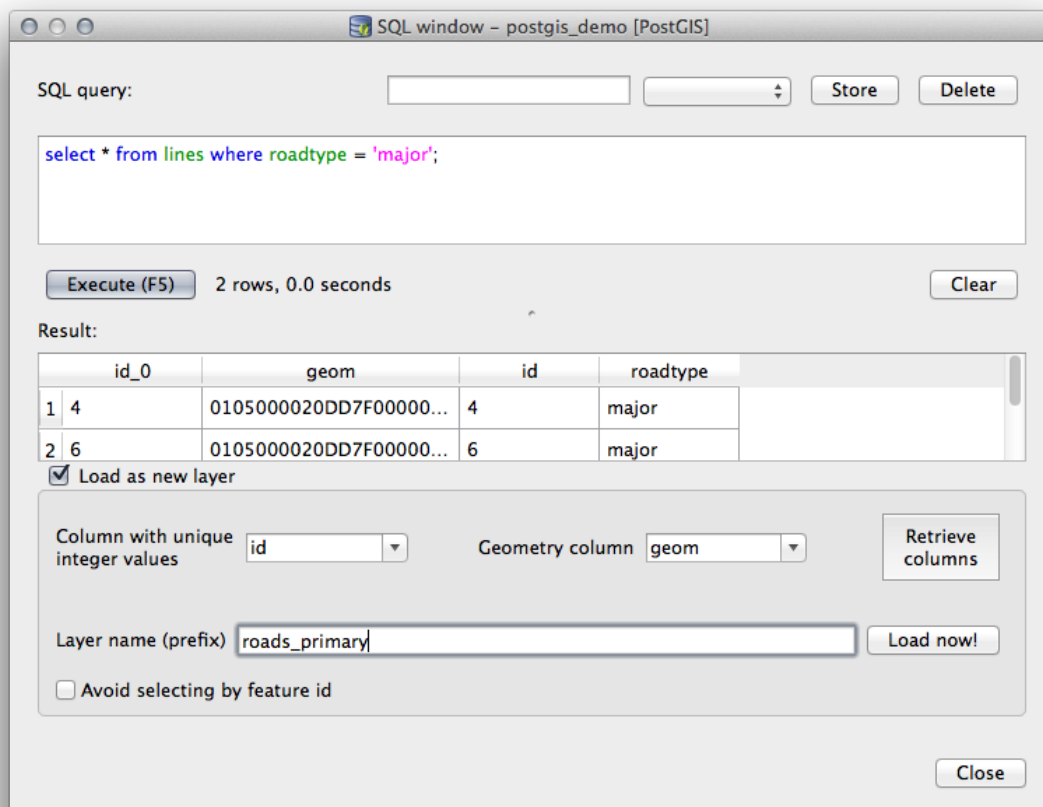 SQL window – postgis_demo [PostGIS]
SQL query:
Store
Delete
select * from lines where roadtype = 'major';
Execute (F5)
2 rows, 0.0 seconds
Clear
Result:
id_0 geom id roadtype
1 4 0105000020DD7F00000... 4 major
2 6 0105000020DD7F00000... 6 major
Load as new layer
Column with unique
integer values
id
Geometry column
geom
Retrieve
columns
Layer name (prefix)
roads_primary
Load now!
Avoid selecting by feature id
Close